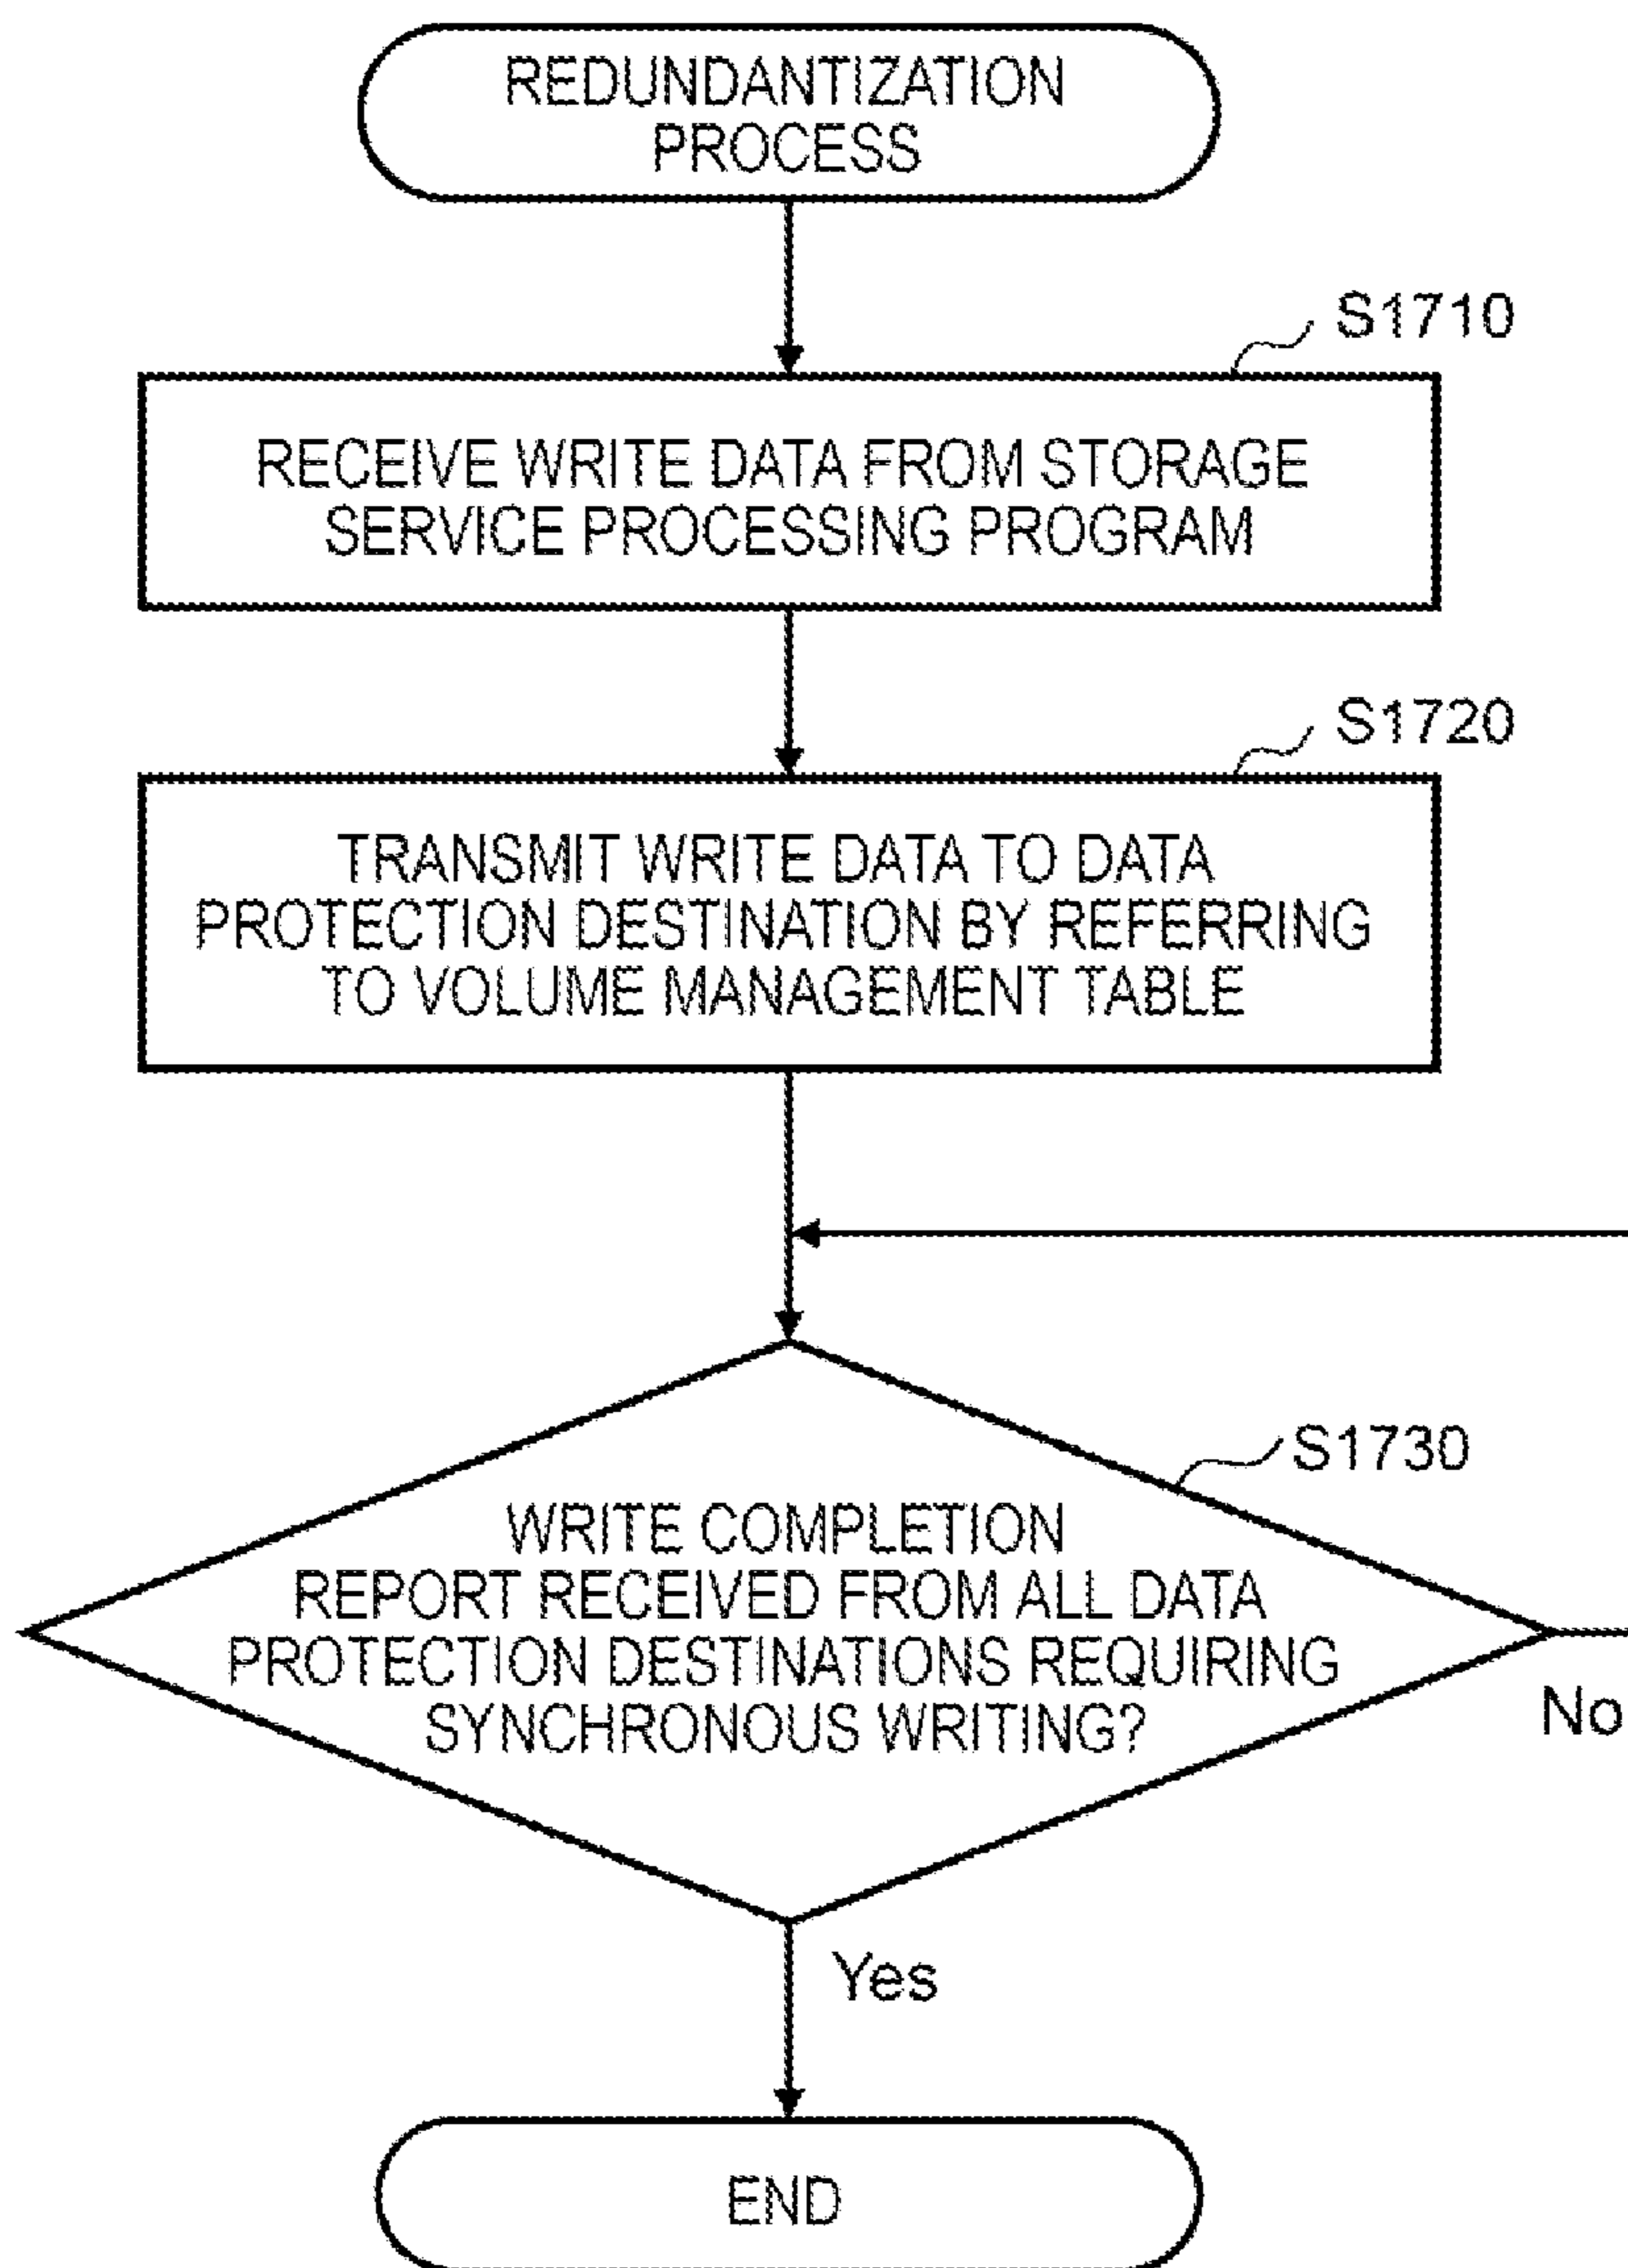 REDUNDANTIZATION
PROCESS
S1710
RECEIVE WRITE DATA FROM STORAGE
SERVICE PROCESSING PROGRAM
S1720
TRANSMIT WRITE DATA TO DATA
PROTECTION DESTINATION BY REFERRING
TO VOLUME MANAGEMENT TABLE
S1730
WRITE COMPLETION
REPORT RECEIVED FROM ALL DATA
PROTECTION DESTINATIONS REQUIRING
SYNCHRONOUS WRITING?
No
Yes
END